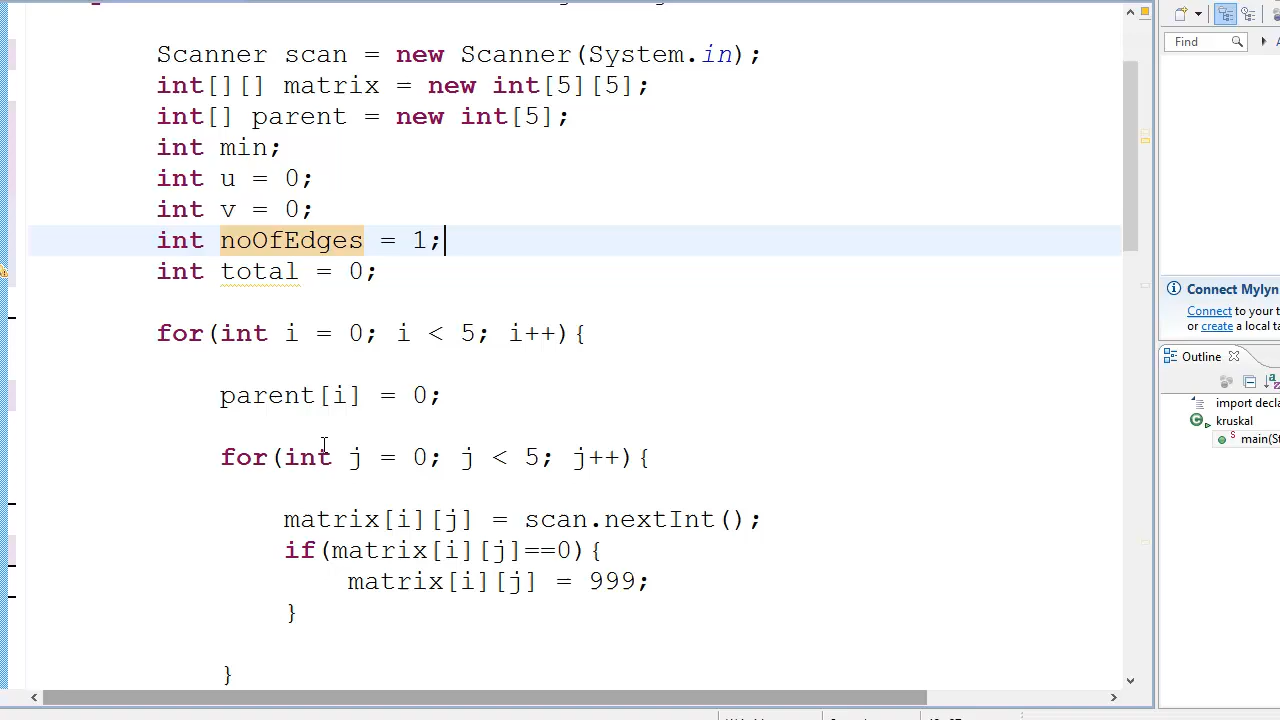 Scanner scan = new Scanner(System.in);
int[][] matrix = new int[5][5];
int[] parent = new int[5];
int min;
int u = 0;
int v = 0;
int noOfEdges = 1;
int total = 0;
for(int i = 0; i < 5; i++){
parent[i] = 0;
for(int j = 0; j < 5; j++){
matrix[i][j] = scan.nextInt();
if(matrix[i][j]==0){
matrix[i][j] = 999;
}
}
Find
Connect Mylyn
Connect to your t
or create a local t
Outline
import decla
kruskal
main(St